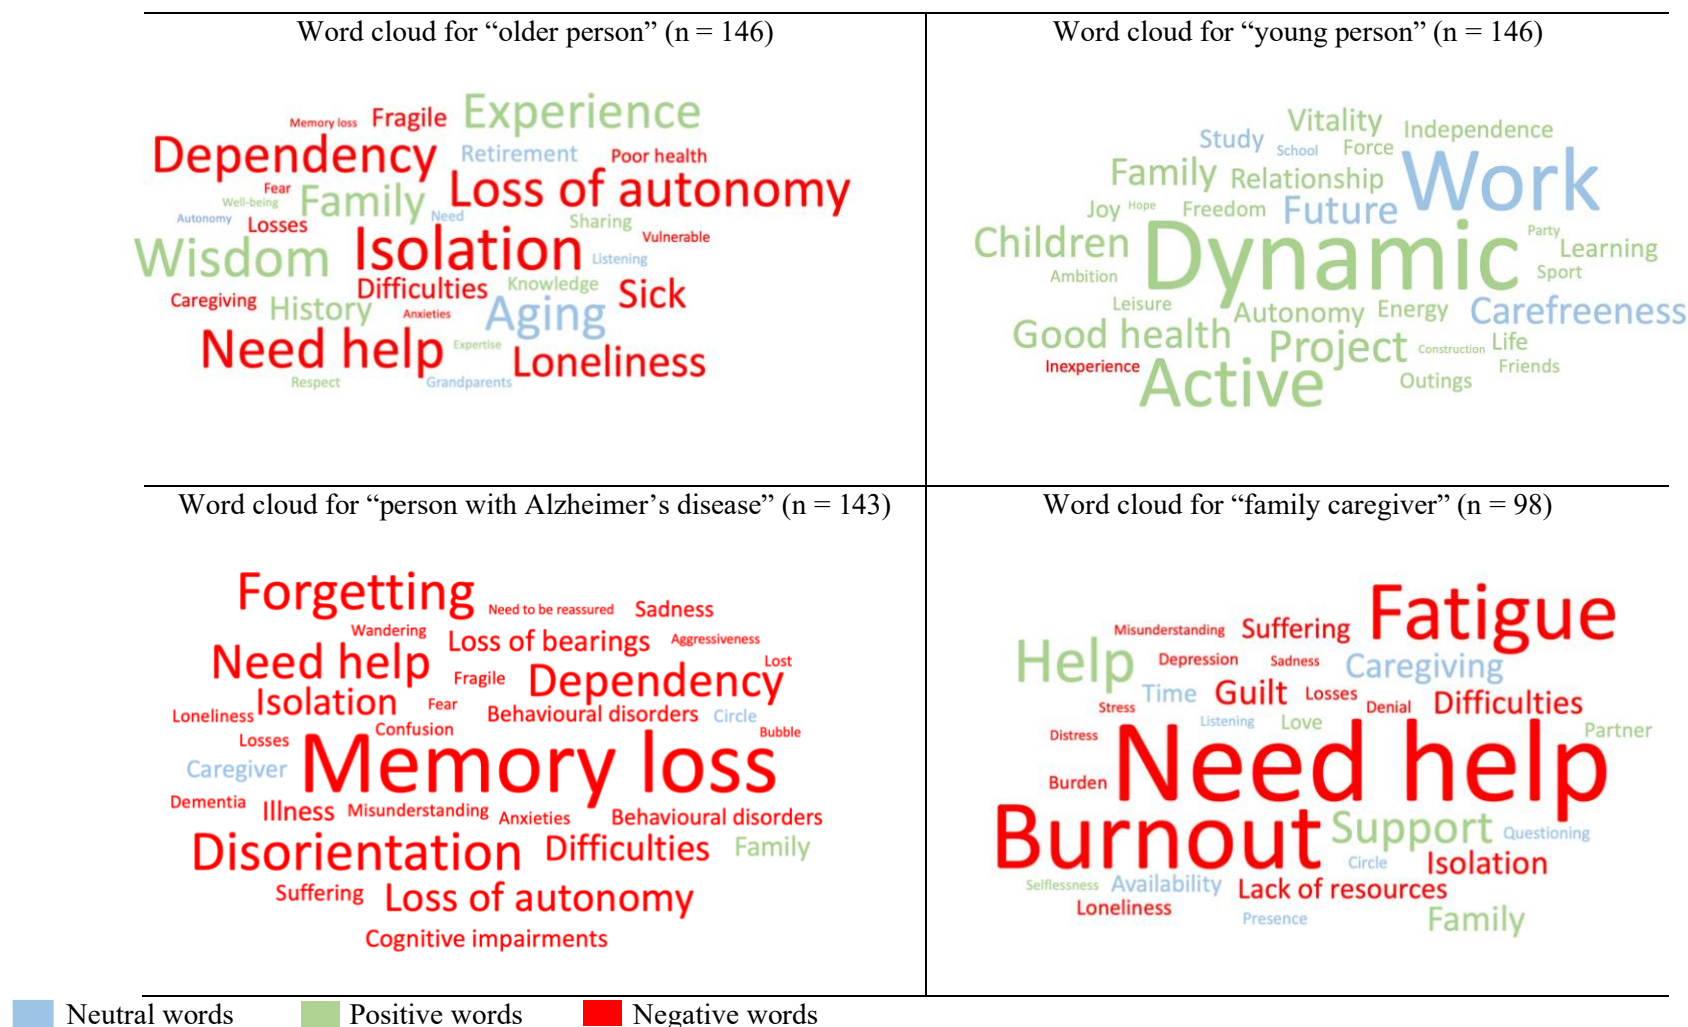 Word cloud for “older person” (n = 146)
Memory loss Fragile Experience
Dependency Retirement Poor health
Fear Family Loss of autonomy
Well-being
Autonomy Losses Need Sharing
Wisdom Isolation Listening Vulnerable
Difficulties Knowledge Sick
Caregiving History Anxieties Aging
Need help Expertise Loneliness
Respect Grandparents
Word cloud for “young person” (n = 146)
Vitality Independence
Study School Force
Family Relationship Work
Joy Hope Freedom Future
Children Dynamic Party Learning
Ambition Sport
Leisure Autonomy Energy Carefreeness
Good health Project Construction Life
Inexperience Active Outings Friends
Word cloud for “person with Alzheimer’s disease” (n = 143)
Forgetting Need to be reassured Sadness
Wandering Loss of bearings Aggressiveness
Need help Fragile Dependency Lost
Isolation Fear
Loneliness Behavioural disorders Circle
Losses Confusion Bubble
Caregiver Memory loss
Dementia Illness Misunderstanding Anxieties Behavioural disorders
Disorientation Difficulties Family
Suffering Loss of autonomy
Cognitive impairments
Word cloud for “family caregiver” (n = 98)
Misunderstanding Suffering Fatigue
Help Depression Sadness Caregiving
Time Guilt Losses Denial Difficulties
Stress Listening Love
Distress Need help Partner
Burden
Burnout Support Questioning
Circle Isolation
Selflessness Availability Lack of resources
Loneliness Presence Family
Neutral words Positive words Negative words